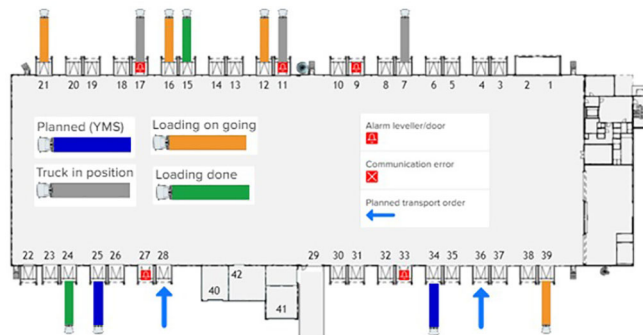 21 20 19 18 17 16 15 14 13 12 11 10 9 8 7 6 5 4 3 2 1
Planned (YMS) Loading on going
Truck in position Loading done
Alarm leveller/door
Communication error
Planned transport order
22 23 24 25 26 27 28 29 30 31 32 33 34 35 36 37 38 39
42
40
41